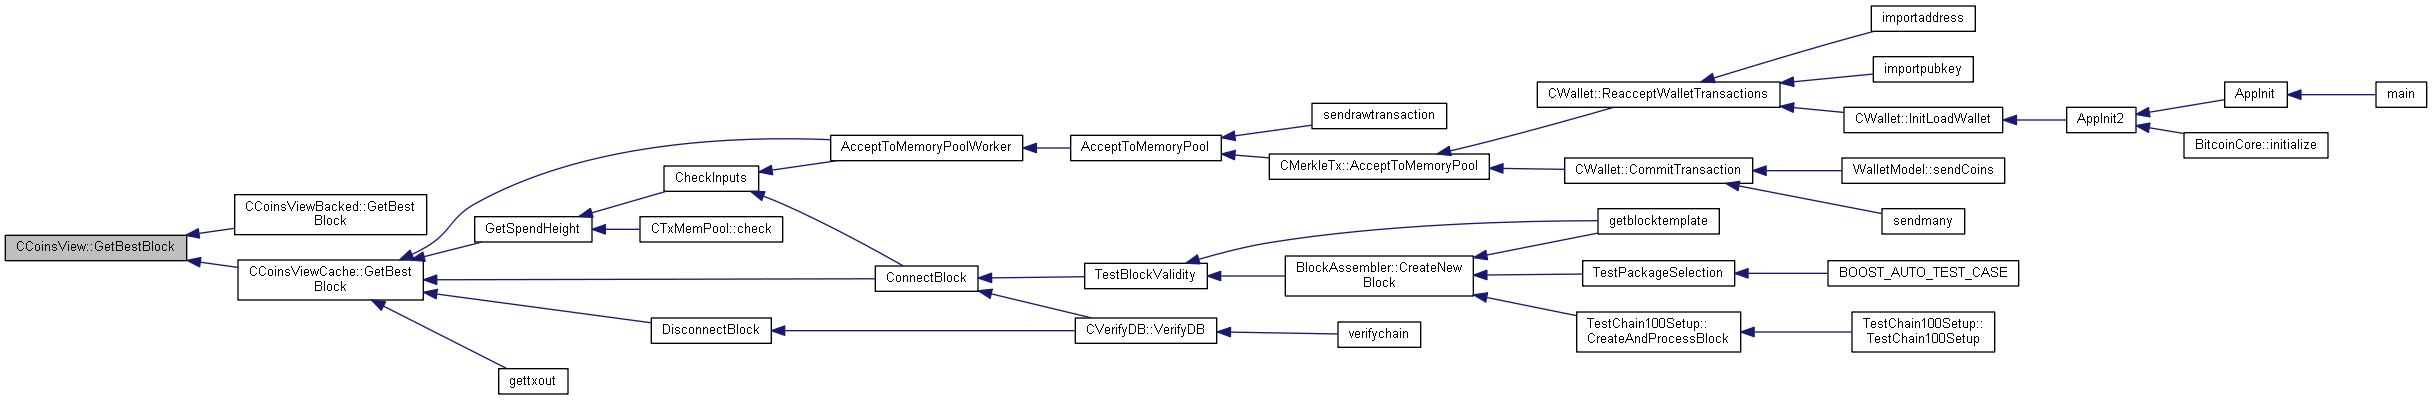 importaddress
importpubkey
CWallet::ReacceptWalletTransactions
AppInit
main
sendrawtransaction
CWallet::InitLoadWallet
AppInit2
AcceptToMemoryPoolWorker
AcceptToMemoryPool
BitcoinCore::initialize
CMerkleTx::AcceptToMemoryPool
CWallet::CommitTransaction
WalletModel::sendCoins
CheckInputs
CCoinsViewBacked::GetBest
Block
GetSpendHeight
CTxMemPool::check
getblocktemplate
sendmany
CCoinsView::GetBestBlock
CCoinsViewCache::GetBest
Block
ConnectBlock
TestBlockValidity
BlockAssembler::CreateNew
Block
TestPackageSelection
BOOST_AUTO_TEST_CASE
DisconnectBlock
CVerifyDB::VerifyDB
verifychain
TestChain100Setup::
CreateAndProcessBlock
TestChain100Setup::
TestChain100Setup
gettxout